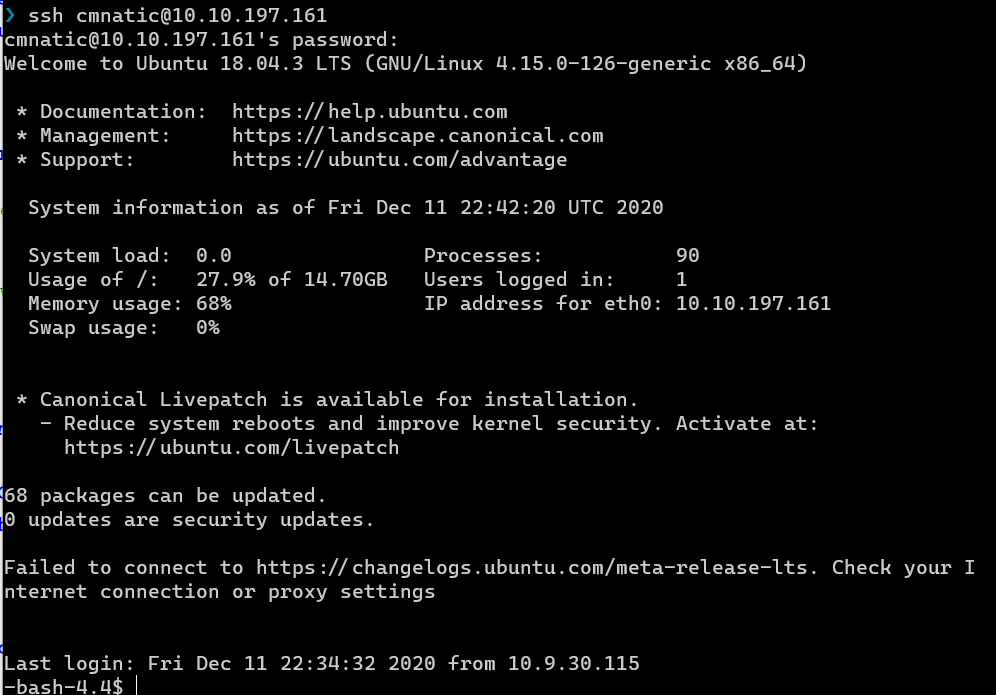 ❯ ssh cmnatic@10.10.197.161
cmnatic@10.10.197.161's password:
Welcome to Ubuntu 18.04.3 LTS (GNU/Linux 4.15.0-126-generic x86_64)
* Documentation:  https://help.ubuntu.com
* Management:     https://landscape.canonical.com
* Support:        https://ubuntu.com/advantage
System information as of Fri Dec 11 22:42:20 UTC 2020
System load:  0.0                Processes:           90
Usage of /:   27.9% of 14.70GB   Users logged in:     1
Memory usage: 68%                IP address for eth0: 10.10.197.161
Swap usage:   0%
* Canonical Livepatch is available for installation.
- Reduce system reboots and improve kernel security. Activate at:
https://ubuntu.com/livepatch
68 packages can be updated.
0 updates are security updates.
Failed to connect to https://changelogs.ubuntu.com/meta-release-lts. Check your I
nternet connection or proxy settings
Last login: Fri Dec 11 22:34:32 2020 from 10.9.30.115
-bash-4.4$